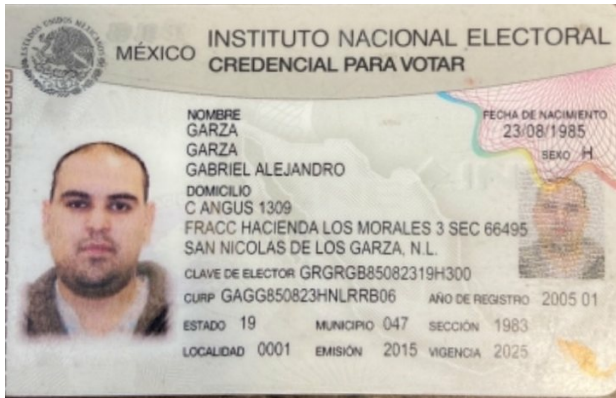 ESTADOS UNIDOS MEXICANOS
MÉXICO INSTITUTO NACIONAL ELECTORAL
CREDENCIAL PARA VOTAR
NOMBRE
GARZA
GARZA
GABRIEL ALEJANDRO
FECHA DE NACIMIENTO
23/08/1985
SEXO H
DOMICILIO
C ANGUS 1309
FRACC HACIENDA LOS MORALES 3 SEC 66495
SAN NICOLAS DE LOS GARZA, N.L.
CLAVE DE ELECTOR GRGRGB85082319H300
CURP GAGG850823HNLRRB06 AÑO DE REGISTRO 2005 01
ESTADO 19 MUNICIPIO 047 SECCIÓN 1983
LOCALIDAD 0001 EMISIÓN 2015 VIGENCIA 2025